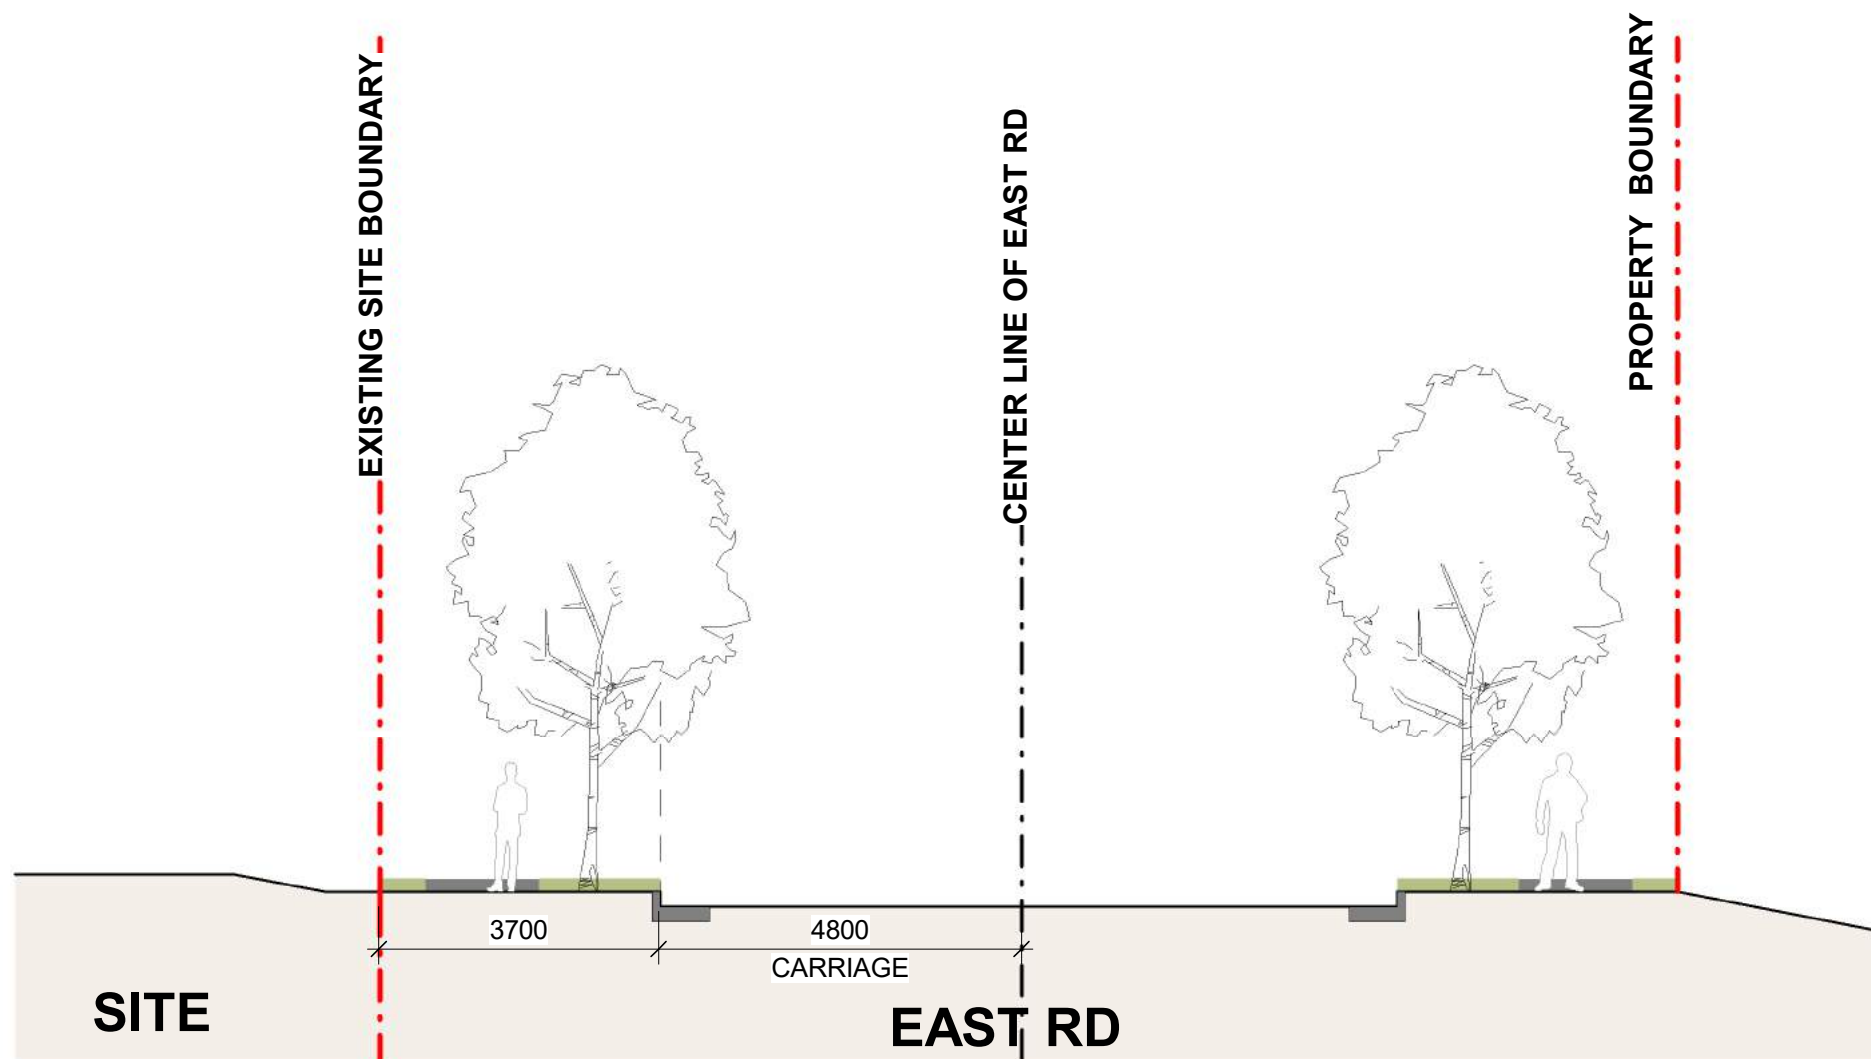 EXISTING SITE BOUNDARY
CENTER LINE OF EAST RD
PROPERTY BOUNDARY
3700
4800
CARRIAGE
SITE
EAST RD